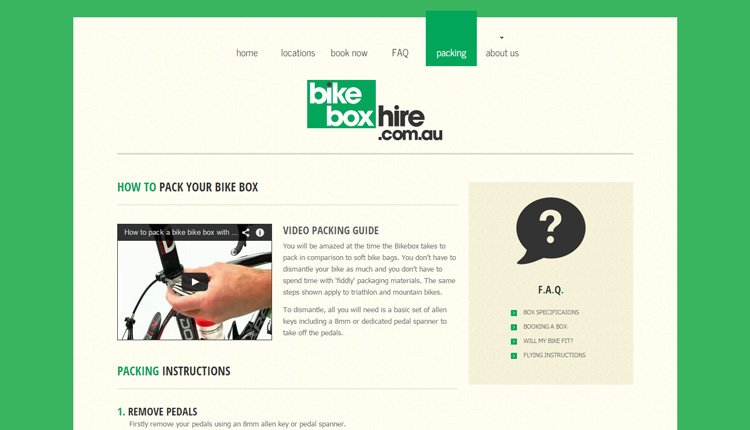 home locations book now FAQ packing about us
bike
box hire
.com.au
HOW TO PACK YOUR BIKE BOX
How to pack a bike bike box with ...
VIDEO PACKING GUIDE
You will be amazed at the time the Bikebox takes to
pack in comparison to soft bike bags. You don't have to
dismantle your bike as much and you don't have to
spend time with 'fiddly' packaging materials. The same
steps shown apply to triathlon and mountain bikes.
To dismantle, all you will need is a basic set of allen
keys including a 8mm or dedicated pedal spanner to
take off the pedals.
PACKING INSTRUCTIONS
1. REMOVE PEDALS
Firstly remove your pedals using an 8mm allen key or pedal spanner.
?
F.A.Q.
BOX SPECIFICAIONS
BOOKING A BOX
WILL MY BIKE FIT?
FLYING INSTRUCTIONS